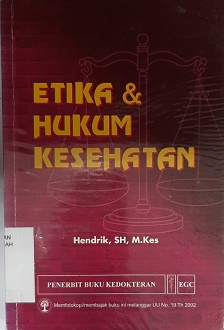 ETIKA &
HUKUM
KESEHATAN
Hendrik, SH, M.Kes
PENERBIT BUKU KEDOKTERAN
EGC
Memfotokopi/membajak buku ini melanggar UU No. 19 Th 2002